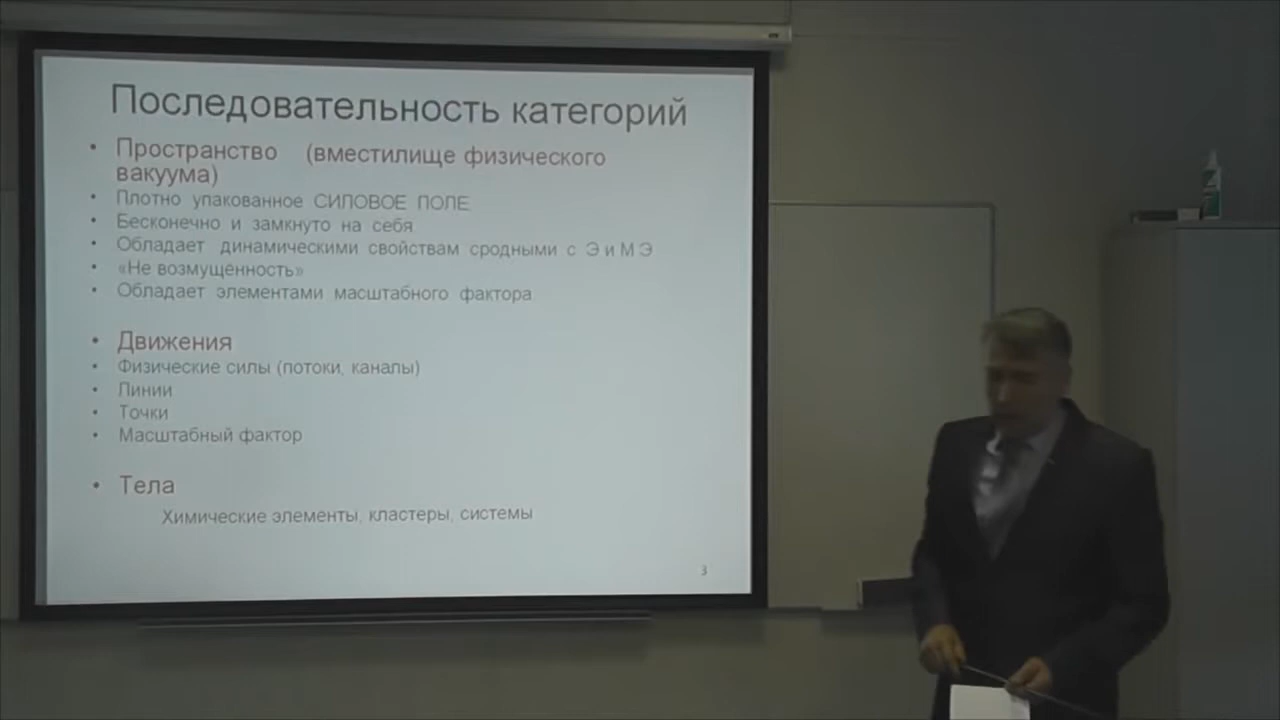 Последовательность категорий
• Пространство (вместилище физического
вакуума)
• Плотно упакованное СИЛОВОЕ ПОЛЕ
• Бесконечно и замкнуто на себя
• Обладает динамическими свойствам сродными с Э и М Э
• «Не возмущенность»
• Обладает элементами масштабного фактора
• Движения
• Физические силы (потоки, каналы)
• Линии
• Точки
• Масштабный фактор
• Тела
Химические элементы, кластеры, системы
3